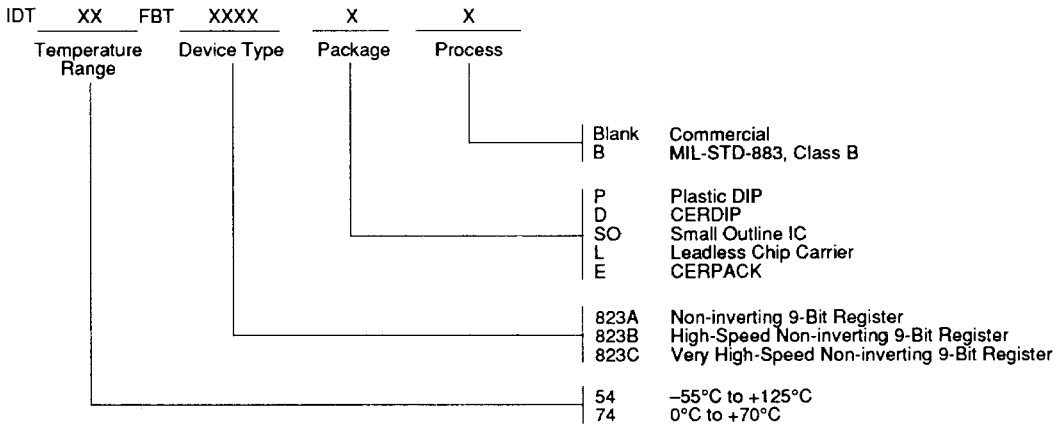 IDT XX FBT XXXX X X
Temperature Range Device Type Package Process
Blank Commercial
B MIL-STD-883, Class B
P Plastic DIP
D CERDIP
SO Small Outline IC
L Leadless Chip Carrier
E CERPACK
823A Non-inverting 9-Bit Register
823B High-Speed Non-inverting 9-Bit Register
823C Very High-Speed Non-inverting 9-Bit Register
54 –55°C to +125°C
74 0°C to +70°C